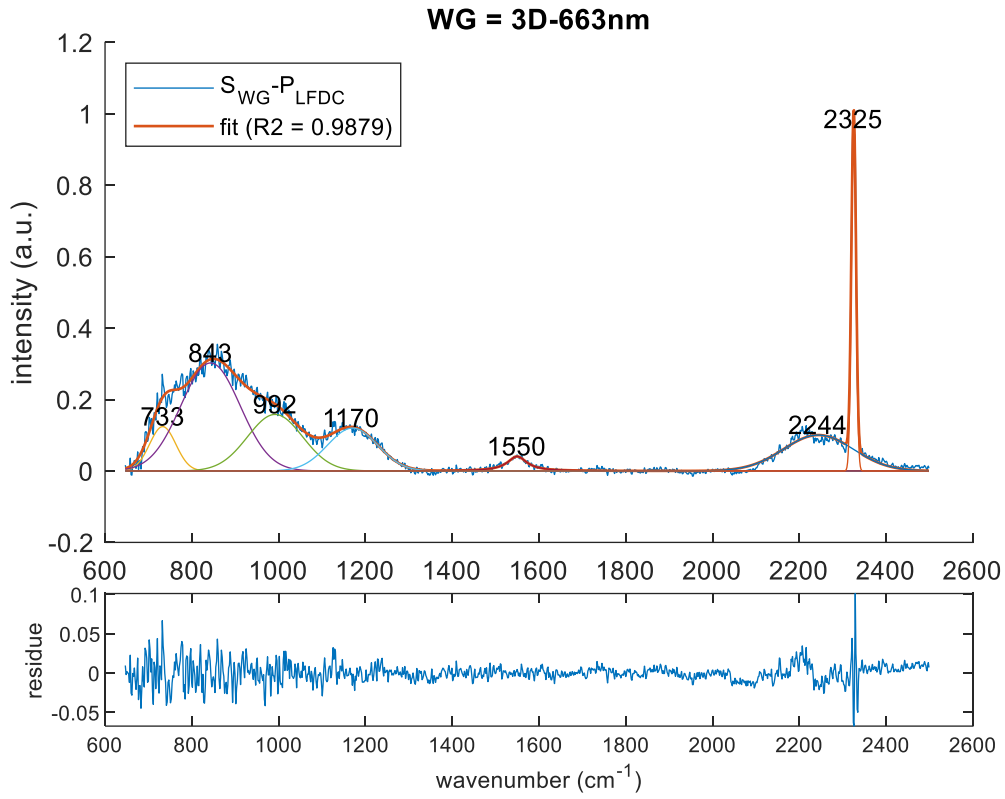 WG = 3D-663nm
1.2
1
0.8
0.6
0.4
0.2
0
-0.2
intensity (a.u.)
S_WG-P_LFDC
fit (R2 = 0.9879)
733
843
992
1170
1550
2244
2325
600 800 1000 1200 1400 1600 1800 2000 2200 2400 2600
0.1
0.05
0
-0.05
residue
600 800 1000 1200 1400 1600 1800 2000 2200 2400 2600
wavenumber (cm⁻¹)